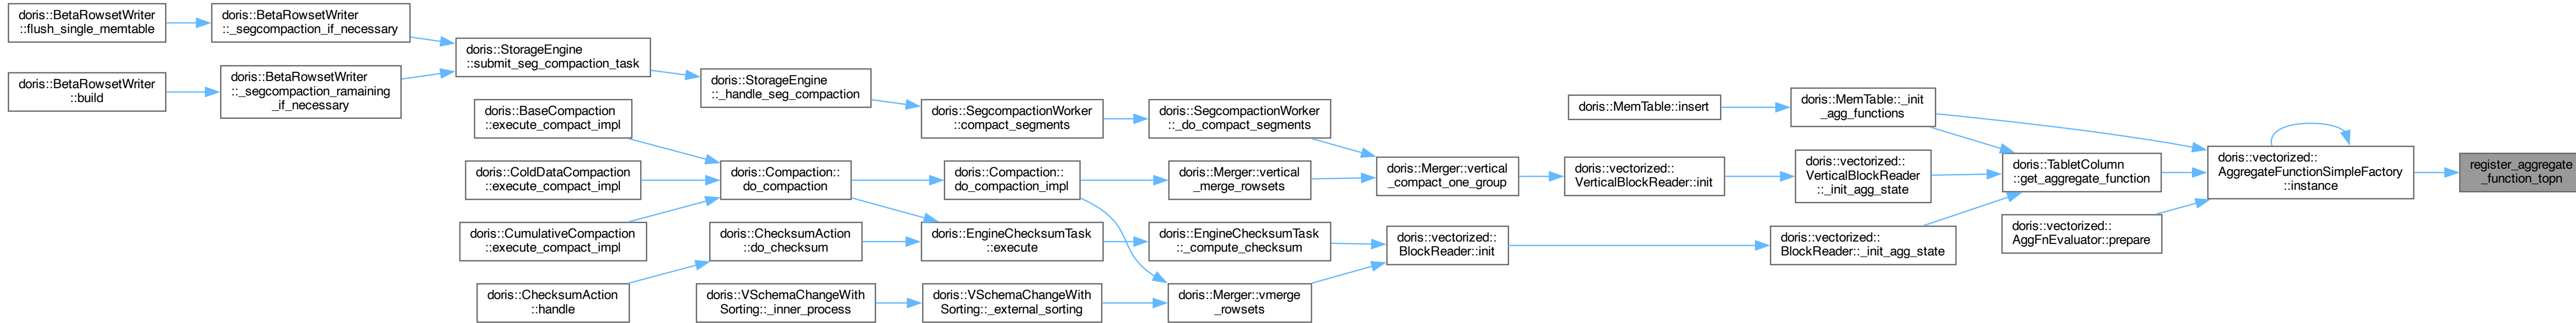 doris::BetaRowsetWriter
::flush_single_memtable
doris::BetaRowsetWriter
::_segcompaction_if_necessary
doris::BetaRowsetWriter
::build
doris::BetaRowsetWriter
::_segcompaction_ramaining
_if_necessary
doris::StorageEngine
::submit_seg_compaction_task
doris::StorageEngine
::_handle_seg_compaction
doris::BaseCompaction
::execute_compact_impl
doris::ColdDataCompaction
::execute_compact_impl
doris::CumulativeCompaction
::execute_compact_impl
doris::ChecksumAction
::handle
doris::Compaction::
do_compaction
doris::ChecksumAction
::do_checksum
doris::VSchemaChangeWith
Sorting::_inner_process
doris::SegcompactionWorker
::compact_segments
doris::Compaction::
do_compaction_impl
doris::EngineChecksumTask
::execute
doris::VSchemaChangeWith
Sorting::_external_sorting
doris::SegcompactionWorker
::_do_compact_segments
doris::Merger::vertical
_merge_rowsets
doris::EngineChecksumTask
::_compute_checksum
doris::Merger::vmerge
_rowsets
doris::Merger::vertical
_compact_one_group
doris::vectorized::
BlockReader::init
doris::MemTable::insert
doris::vectorized::
VerticalBlockReader::init
doris::MemTable::_init
_agg_functions
doris::vectorized::
VerticalBlockReader
::_init_agg_state
doris::vectorized::
BlockReader::_init_agg_state
doris::TabletColumn
::get_aggregate_function
doris::vectorized::
AggFnEvaluator::prepare
doris::vectorized::
AggregateFunctionSimpleFactory
::instance
register_aggregate
_function_topn